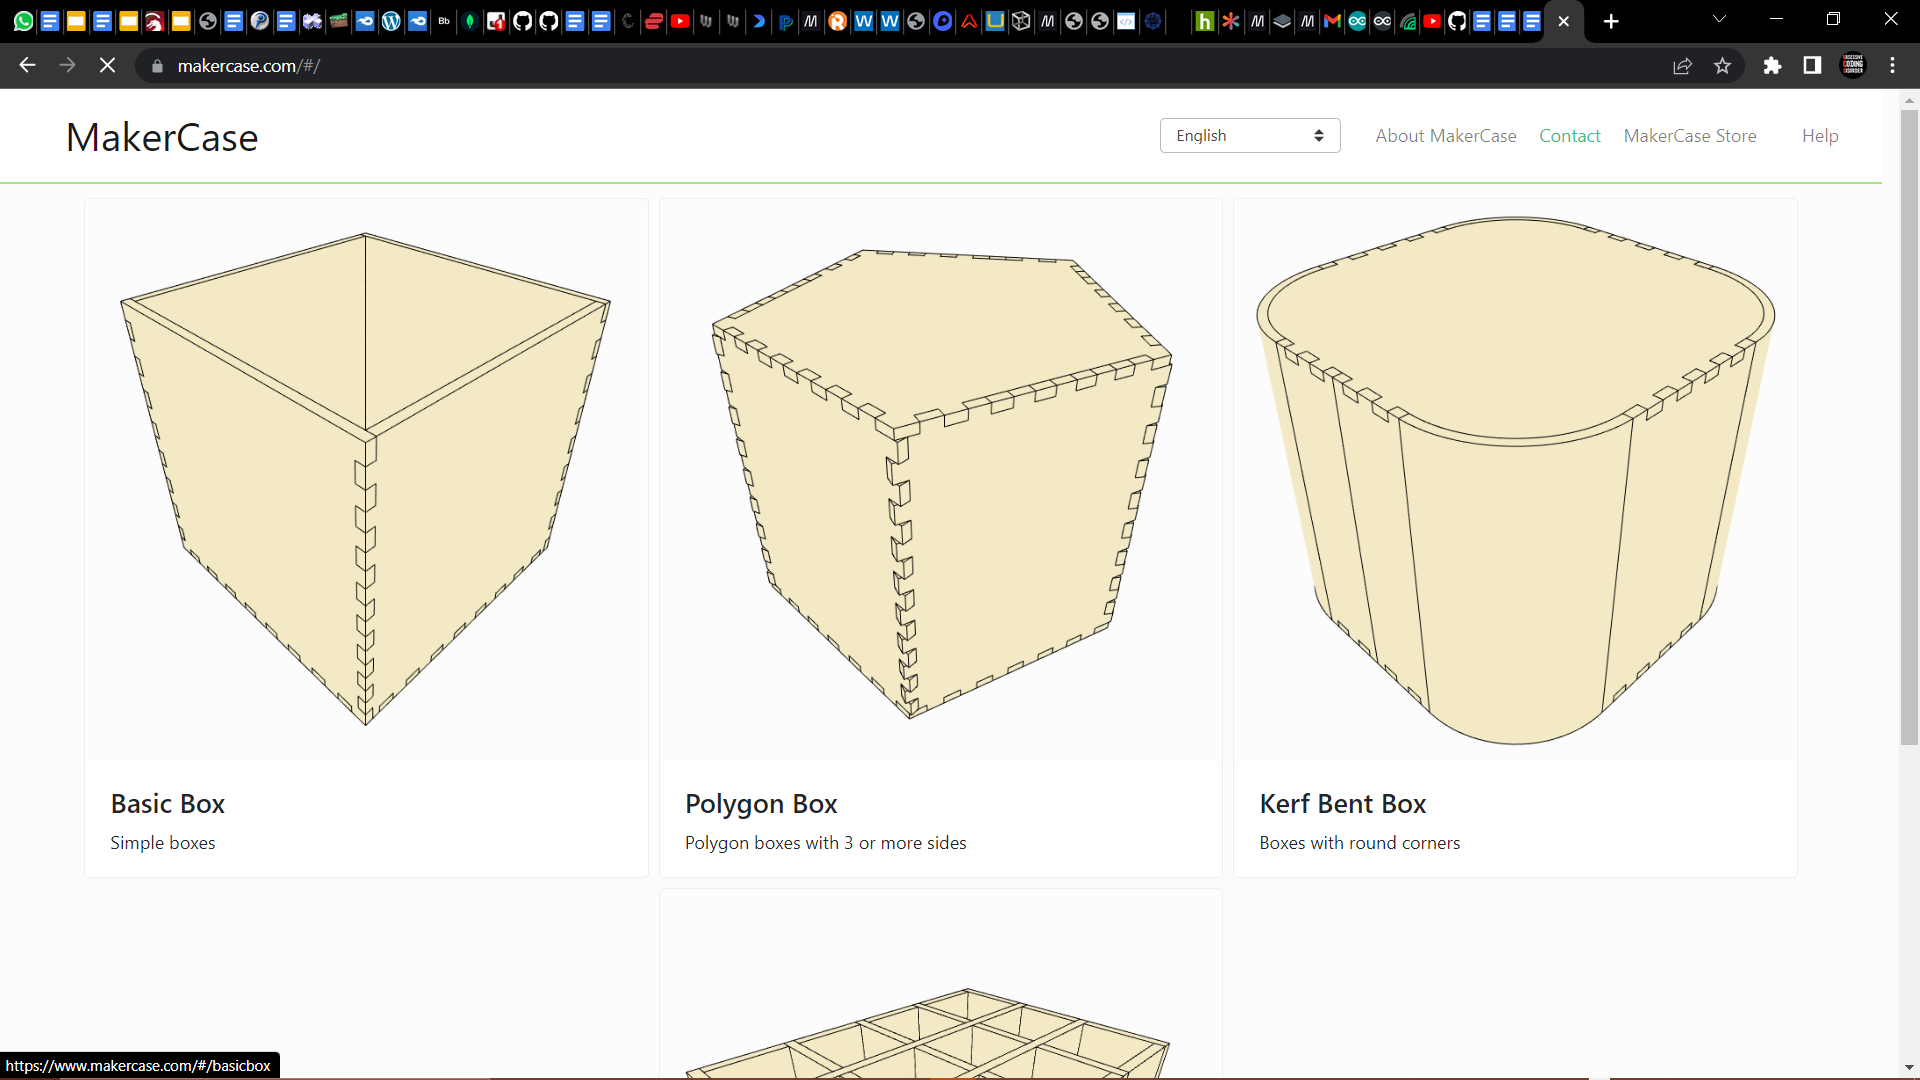 makercase.com/#/
MakerCase
English
About MakerCase
Contact
MakerCase Store
Help
Basic Box
Simple boxes
Polygon Box
Polygon boxes with 3 or more sides
Kerf Bent Box
Boxes with round corners
https://www.makercase.com/#/basicbox